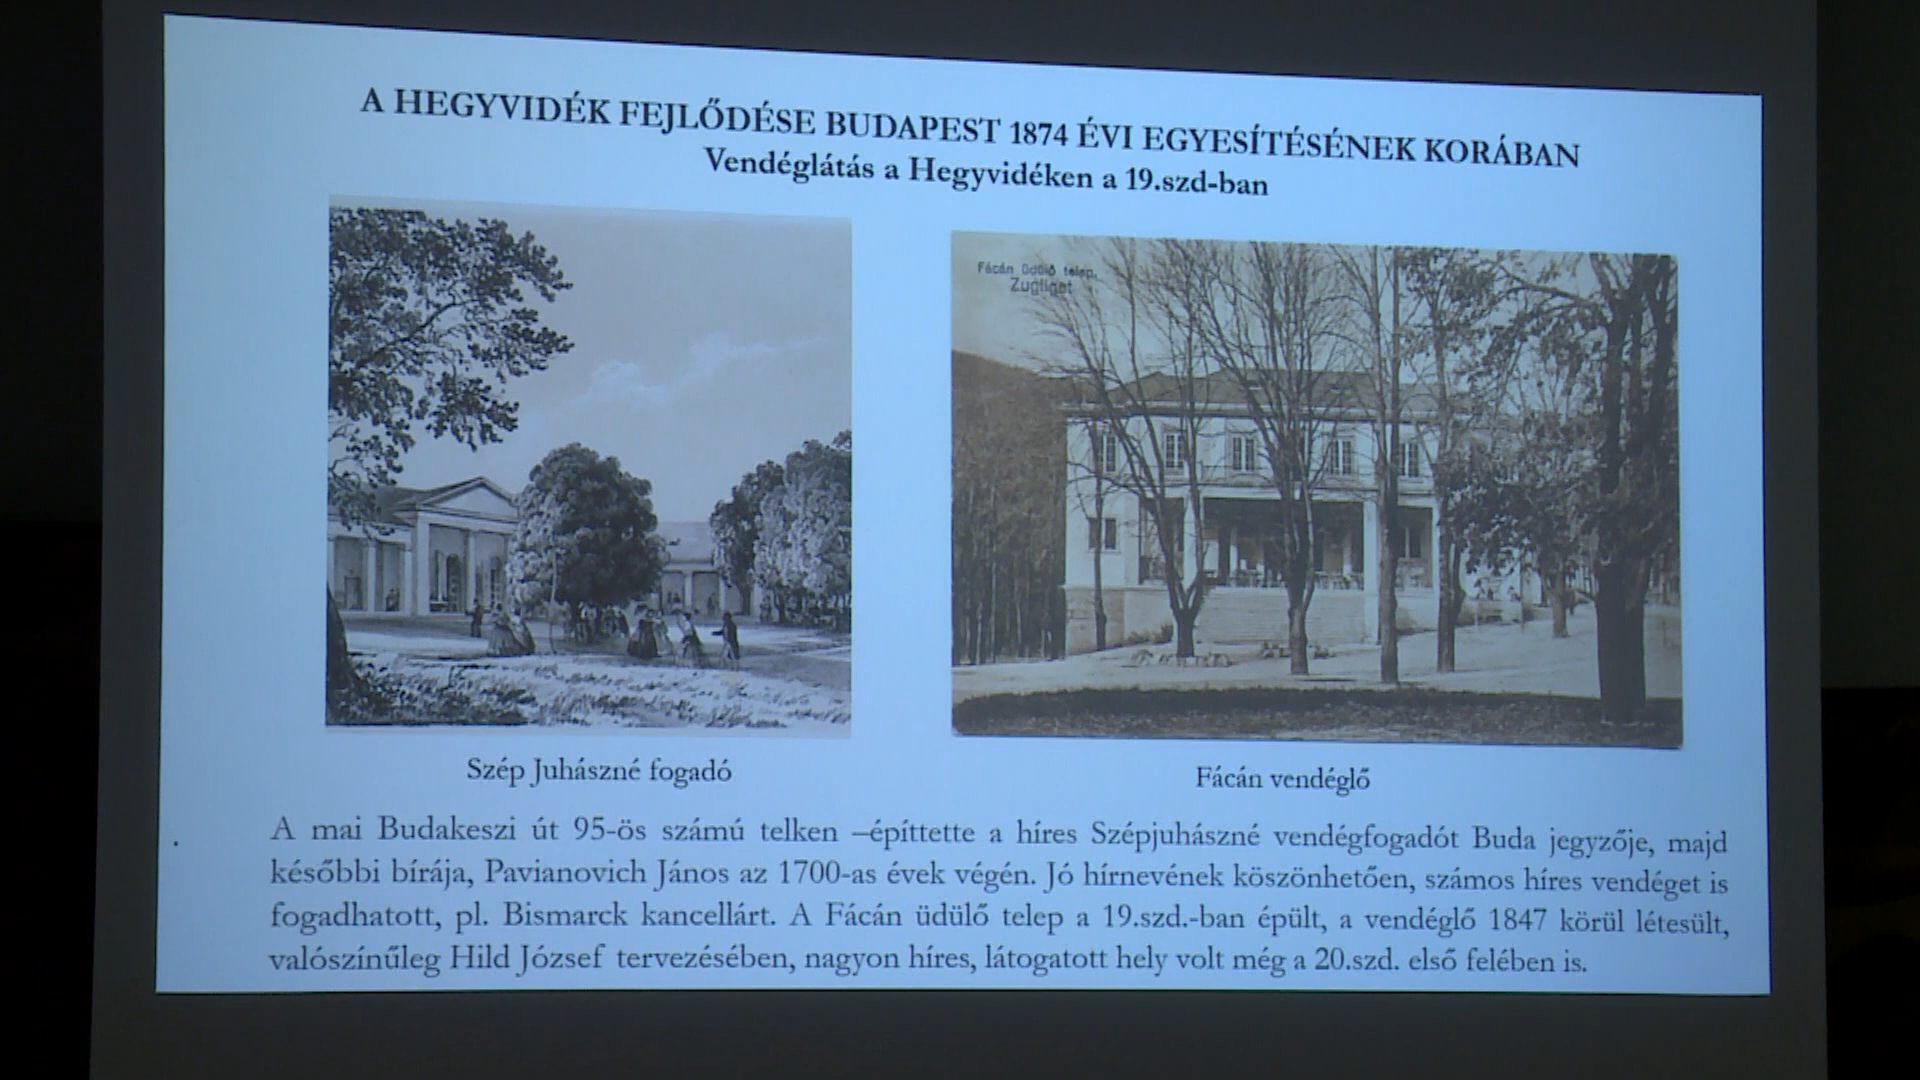 A HEGYVIDÉK FEJLŐDÉSE BUDAPEST 1874 ÉVI EGYESÍTÉSÉNEK KORÁBAN
Vendéglátás a Hegyvidéken a 19.szd-ban
Fácán üdülő telep.
Zugliget
Szép Juhászné fogadó
Fácán vendéglő
A mai Budakeszi út 95-ös számú telken –építtette a híres Szépjuhászné vendégfogadót Buda jegyzője, majd
későbbi bírája, Pavianovich János az 1700-as évek végén. Jó hírnevének köszönhetően, számos híres vendéget is
fogadhatott, pl. Bismarck kancellárt. A Fácán üdülő telep a 19.szd.-ban épült, a vendéglő 1847 körül létesült,
valószínűleg Hild József tervezésében, nagyon híres, látogatott hely volt még a 20.szd. első felében is.